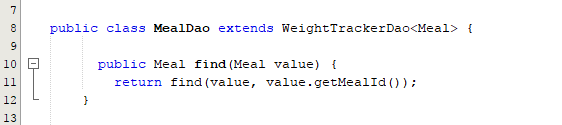 7
8 public class MealDao extends WeightTrackerDao<Meal> {
9
10 public Meal find(Meal value) {
11 return find(value, value.getMealId());
12 }
13